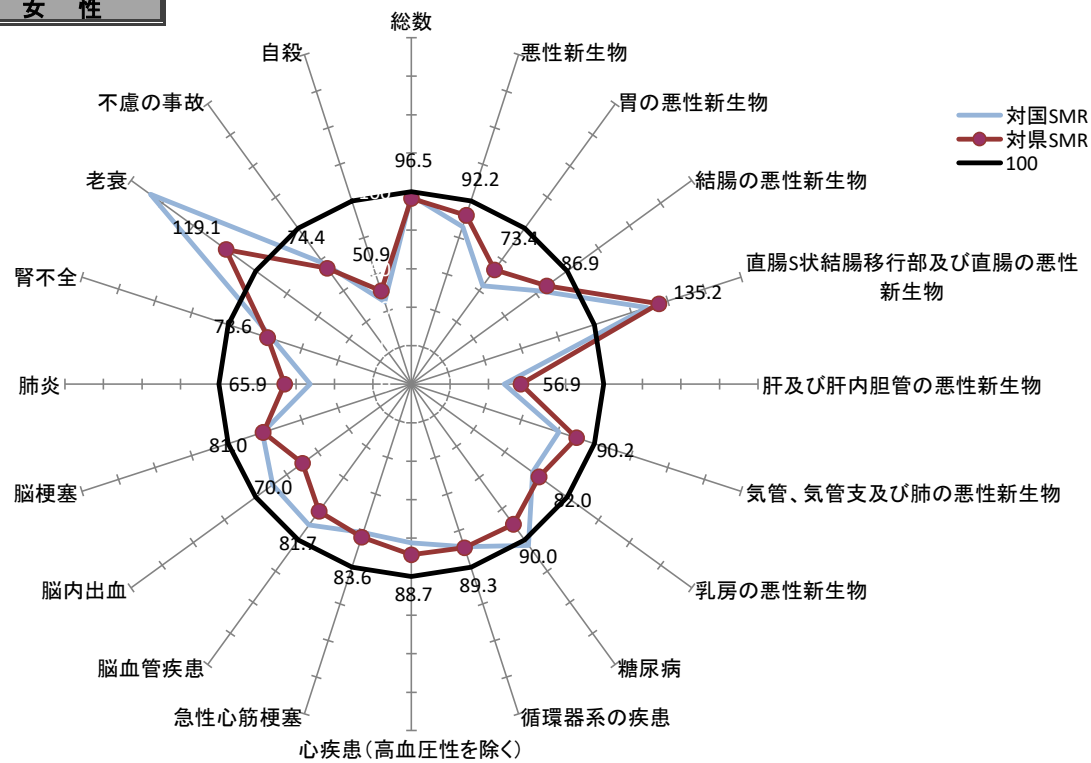 女 性
総数
自殺
悪性新生物
不慮の事故
胃の悪性新生物
対国SMR
対県SMR
100
老衰
結腸の悪性新生物
96.5
92.2
119.1
74.4
73.4
50.9
86.9
腎不全
直腸S状結腸移行部及び直腸の悪性
新生物
135.2
78.6
肺炎
65.9
56.9
肝及び肝内胆管の悪性新生物
81.0
90.2
脳梗塞
気管、気管支及び肺の悪性新生物
70.0
82.0
脳内出血
81.7
90.0
乳房の悪性新生物
83.6
88.7
89.3
脳血管疾患
糖尿病
急性心筋梗塞
循環器系の疾患
心疾患(高血圧性を除く)